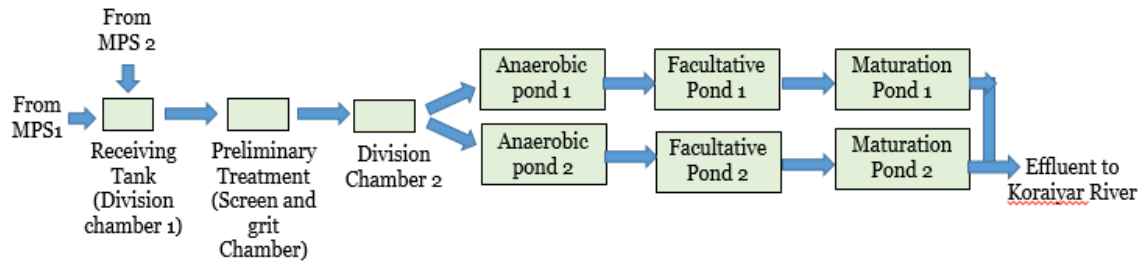 From
MPS 2
From
MPS1
Receiving
Tank
(Division
chamber 1)
Preliminary
Treatment
(Screen and
grit
Chamber)
Division
Chamber 2
Anaerobic
pond 1
Facultative
Pond 1
Maturation
Pond 1
Anaerobic
pond 2
Facultative
Pond 2
Maturation
Pond 2
Effluent to
Koraiyar River